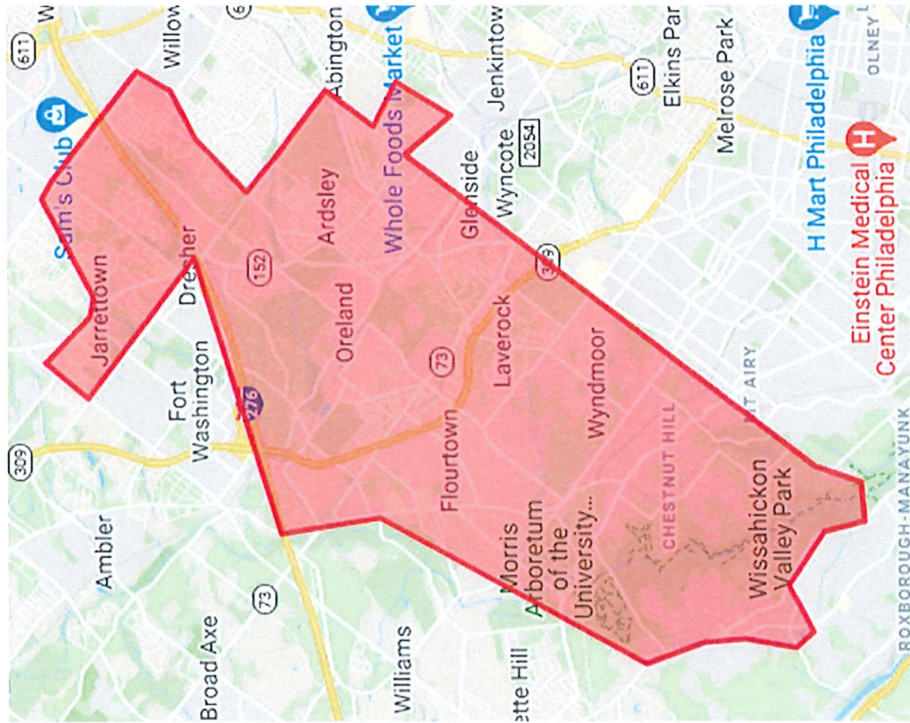 309
611
W
Sam's Club
Ambler
Jarrettown
Willow
Fort
Washington
Dresher
Broad Axe
6
276
152
73
Ardsley
Abington
Oreland
Williams
Whole Foods Market
73
Flourtown
Glenside
Jenkintow
Laverock
Wyncote
2054
ette Hill
Morris
Arboretum
of the
University...
309
Wyndmoor
611
Elkins Par
CHESTNUT HILL
Melrose Park
MT AIRY
Wissahickon
Valley Park
H Mart Philadelphia
Einstein Medical
Center Philadelphia
H
OLNEY
ROXBOROUGH-MANAYUNK